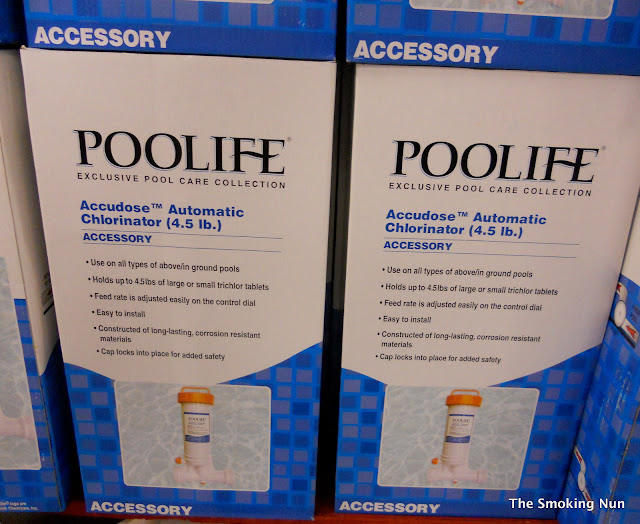 ACCESSORY
ACCESSORY
POOLIFE®
EXCLUSIVE POOL CARE COLLECTION
Accudose™ Automatic
Chlorinator (4.5 lb.)
ACCESSORY
• Use on all types of above/in ground pools
• Holds up to 4.5lbs of large or small trichlor tablets
• Feed rate is adjusted easily on the control dial
• Easy to install
• Constructed of long-lasting, corrosion resistant
materials
• Cap locks into place for added safety
POOLIFE
ACCESSORY
POOLIFE®
EXCLUSIVE POOL CARE COLLECTION
Accudose™ Automatic
Chlorinator (4.5 lb.)
ACCESSORY
• Use on all types of above/in ground pools
• Holds up to 4.5lbs of large or small trichlor tablets
• Feed rate is adjusted easily on the control dial
• Easy to install
• Constructed of long-lasting, corrosion resistant
materials
• Cap locks into place for added safety
POOLIFE
ACCESSORY
The Smoking Nun